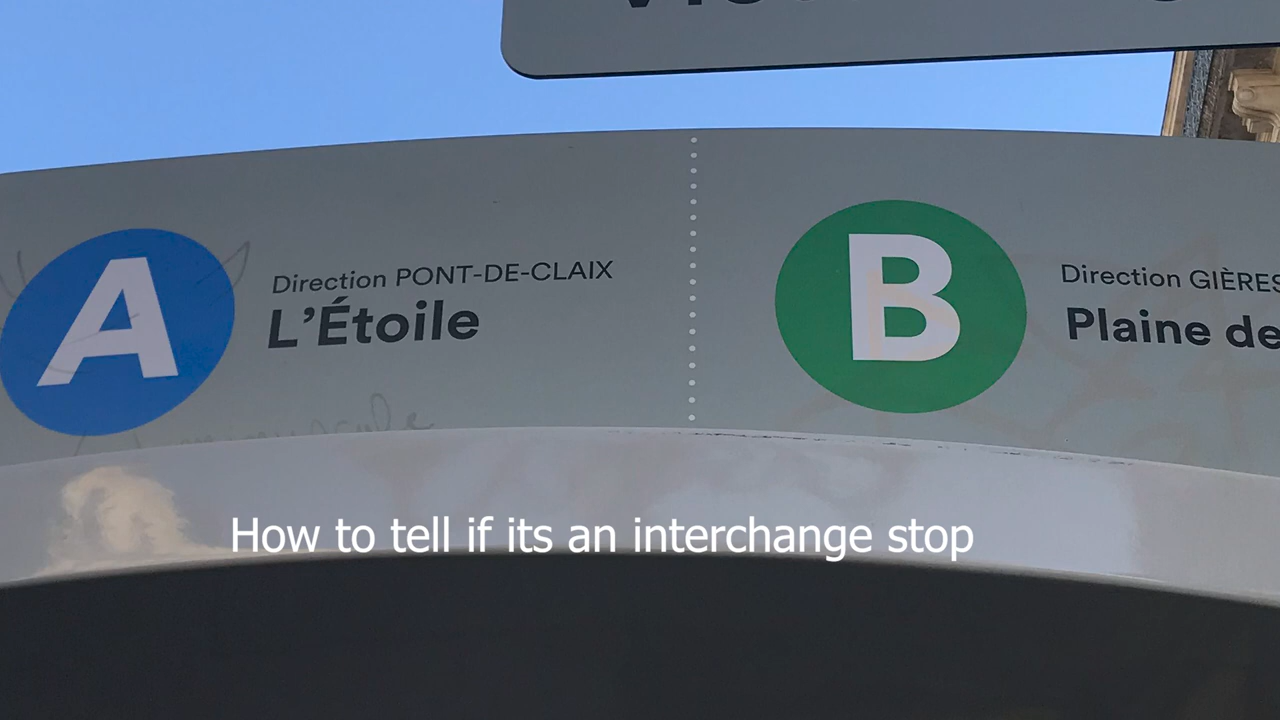 A
Direction PONT-DE-CLAIX
L'Étoile
B
Direction GIÈRES
Plaine de
How to tell if its an interchange stop